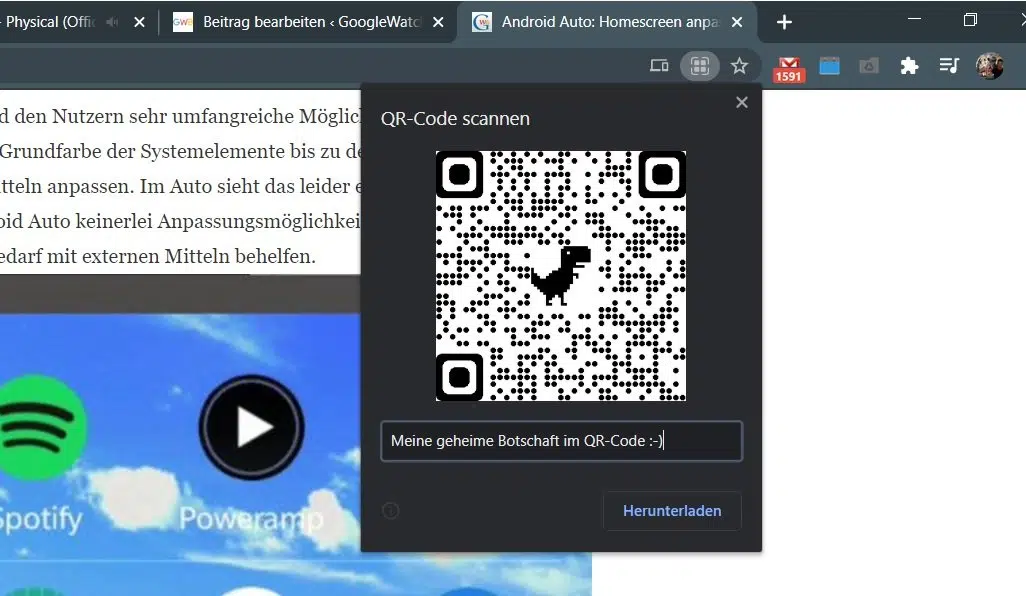 - Physical (Offi
Beitrag bearbeiten ‹ GoogleWatc
Android Auto: Homescreen anpa
1591
d den Nutzern sehr umfangreiche Möglic
Grundfarbe der Systemelemente bis zu de
tteln anpassen. Im Auto sieht das leider e
oid Auto keinerlei Anpassungsmöglichkei
edarf mit externen Mitteln behelfen.
QR-Code scannen
Meine geheime Botschaft im QR-Code :-)
Herunterladen
Spotify
Poweramp